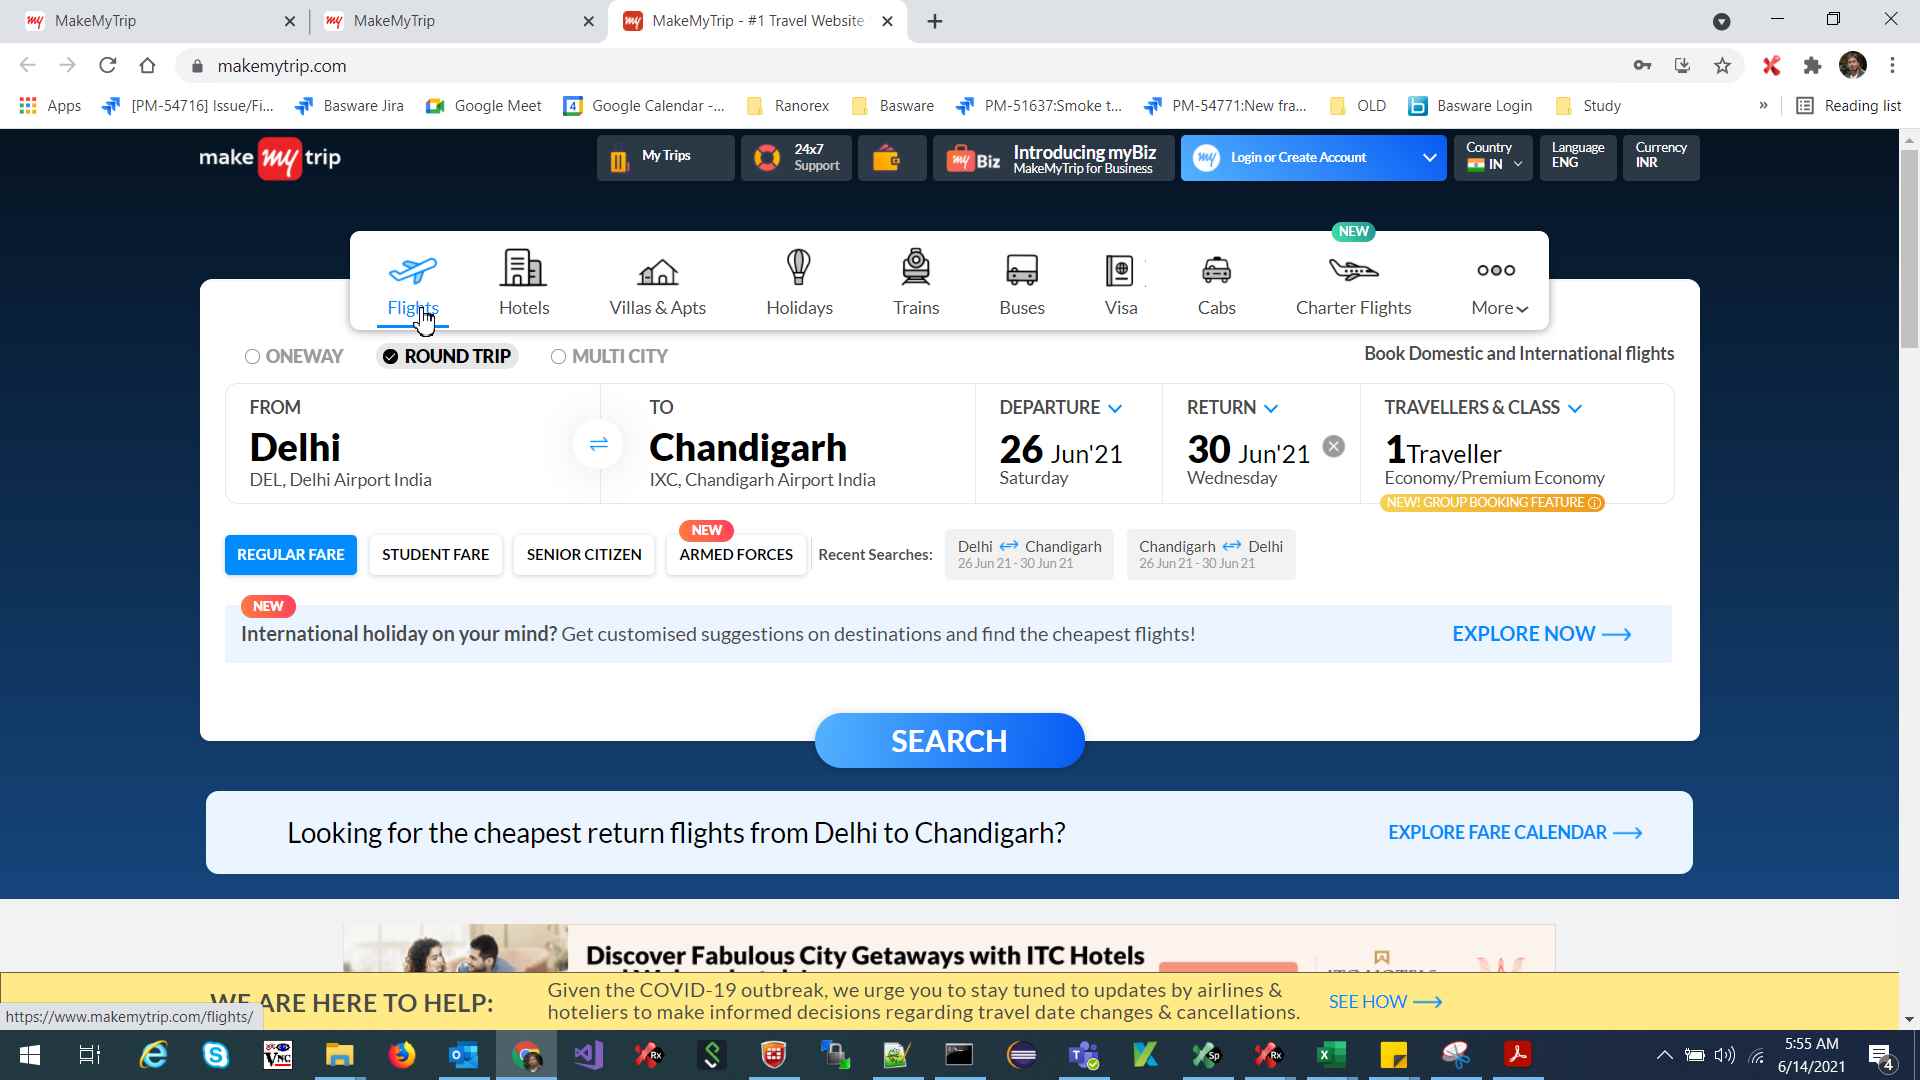 MakeMyTrip
MakeMyTrip
MakeMyTrip - #1 Travel Website
makemytrip.com
Apps
[PM-54716] Issue/Fi...
Basware Jira
Google Meet
4
Google Calendar -...
Ranorex
Basware
PM-51637:Smoke t...
PM-54771:New fra...
OLD
Basware Login
Study
»
Reading list
make my trip
My Trips
24x7
Support
my Biz
Introducing myBiz
MakeMyTrip for Business
my
Login or Create Account
Country
IN
Language
ENG
Currency
INR
NEW
Flights
Hotels
Villas & Apts
Holidays
Trains
Buses
Visa
Cabs
Charter Flights
More
ONEWAY
ROUND TRIP
MULTI CITY
Book Domestic and International flights
FROM
Delhi
DEL, Delhi Airport India
TO
Chandigarh
IXC, Chandigarh Airport India
DEPARTURE
26 Jun'21
Saturday
RETURN
30 Jun'21
Wednesday
TRAVELLERS & CLASS
1Traveller
Economy/Premium Economy
NEW! GROUP BOOKING FEATURE
REGULAR FARE
STUDENT FARE
SENIOR CITIZEN
NEW
ARMED FORCES
Recent Searches:
Delhi Chandigarh
26 Jun 21 - 30 Jun 21
Chandigarh Delhi
26 Jun 21 - 30 Jun 21
NEW
International holiday on your mind? Get customised suggestions on destinations and find the cheapest flights!
EXPLORE NOW
SEARCH
Looking for the cheapest return flights from Delhi to Chandigarh?
EXPLORE FARE CALENDAR
Discover Fabulous City Getaways with ITC Hotels
WE ARE HERE TO HELP:
Given the COVID-19 outbreak, we urge you to stay tuned to updates by airlines &
hoteliers to make informed decisions regarding travel date changes & cancellations.
SEE HOW
https://www.makemytrip.com/flights/
VNC
Rx
Sp
Rx
5:55 AM
6/14/2021
4